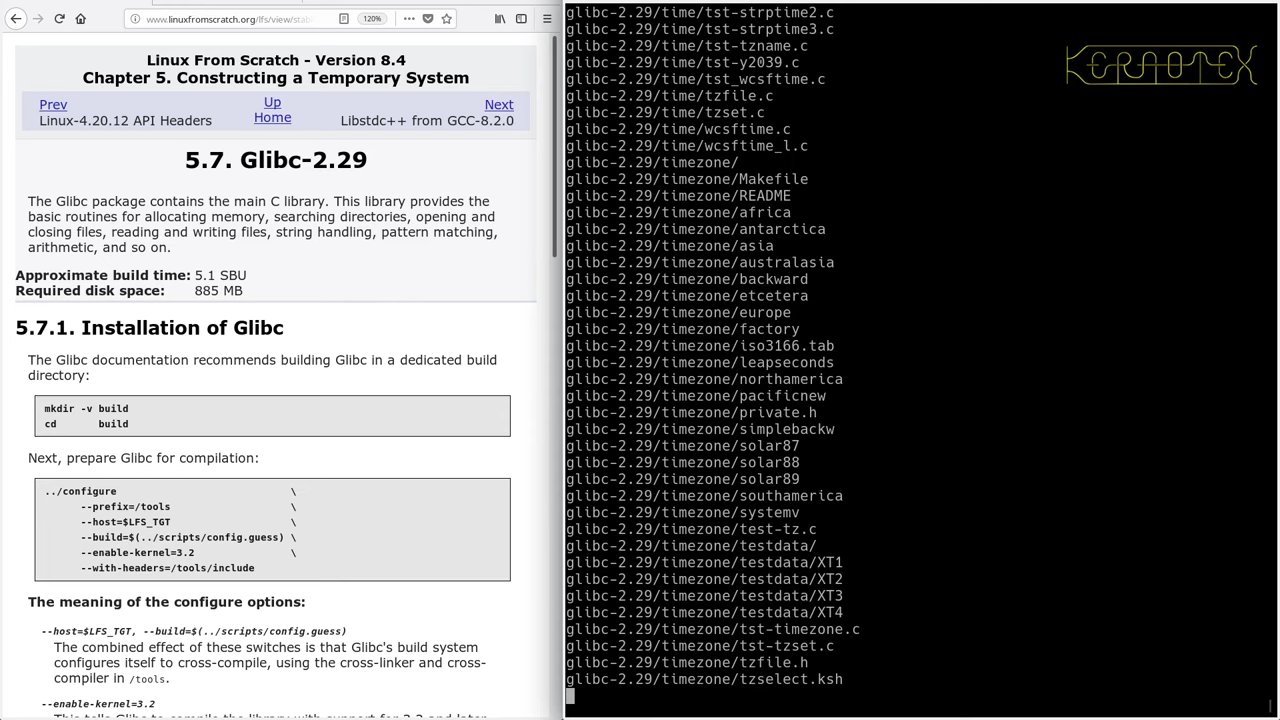 www.linuxfromscratch.org/lfs/view/stab
120%
Linux From Scratch - Version 8.4
Chapter 5. Constructing a Temporary System
Prev
Up
Next
Linux-4.20.12 API Headers
Home
Libstdc++ from GCC-8.2.0
5.7. Glibc-2.29
The Glibc package contains the main C library. This library provides the
basic routines for allocating memory, searching directories, opening and
closing files, reading and writing files, string handling, pattern matching,
arithmetic, and so on.
Approximate build time: 5.1 SBU
Required disk space: 885 MB
5.7.1. Installation of Glibc
The Glibc documentation recommends building Glibc in a dedicated build
directory:
mkdir -v build
cd build
Next, prepare Glibc for compilation:
../configure \
--prefix=/tools \
--host=$LFS_TGT \
--build=$(../scripts/config.guess) \
--enable-kernel=3.2 \
--with-headers=/tools/include
The meaning of the configure options:
--host=$LFS_TGT, --build=$(../scripts/config.guess)
The combined effect of these switches is that Glibc's build system
configures itself to cross-compile, using the cross-linker and cross-
compiler in /tools.
--enable-kernel=3.2
This tells Glibc to compile the library with support for 3.2 and later
glibc-2.29/time/tst-strptime2.c
glibc-2.29/time/tst-strptime3.c
glibc-2.29/time/tst-tzname.c
glibc-2.29/time/tst-y2039.c
glibc-2.29/time/tst_wcsftime.c
glibc-2.29/time/tzfile.c
glibc-2.29/time/tzset.c
glibc-2.29/time/wcsftime.c
glibc-2.29/time/wcsftime_l.c
glibc-2.29/timezone/
glibc-2.29/timezone/Makefile
glibc-2.29/timezone/README
glibc-2.29/timezone/africa
glibc-2.29/timezone/antarctica
glibc-2.29/timezone/asia
glibc-2.29/timezone/australasia
glibc-2.29/timezone/backward
glibc-2.29/timezone/etcetera
glibc-2.29/timezone/europe
glibc-2.29/timezone/factory
glibc-2.29/timezone/iso3166.tab
glibc-2.29/timezone/leapseconds
glibc-2.29/timezone/northamerica
glibc-2.29/timezone/pacificnew
glibc-2.29/timezone/private.h
glibc-2.29/timezone/simplebackw
glibc-2.29/timezone/solar87
glibc-2.29/timezone/solar88
glibc-2.29/timezone/solar89
glibc-2.29/timezone/southamerica
glibc-2.29/timezone/systemv
glibc-2.29/timezone/test-tz.c
glibc-2.29/timezone/testdata/
glibc-2.29/timezone/testdata/XT1
glibc-2.29/timezone/testdata/XT2
glibc-2.29/timezone/testdata/XT3
glibc-2.29/timezone/testdata/XT4
glibc-2.29/timezone/tst-timezone.c
glibc-2.29/timezone/tst-tzset.c
glibc-2.29/timezone/tzfile.h
glibc-2.29/timezone/tzselect.ksh